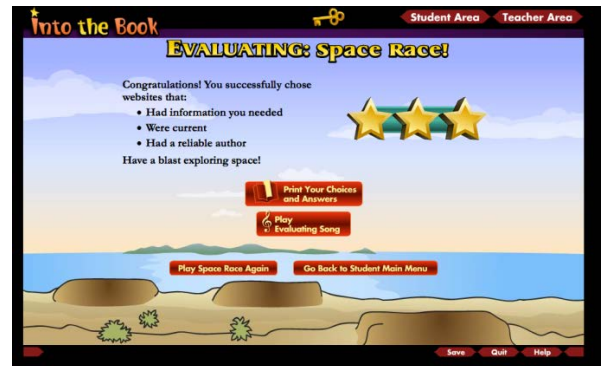 Into the Book
Student Area
Teacher Area
EVALUATING: Space Race!
Congratulations! You successfully chose
websites that:
• Had information you needed
• Were current
• Had a reliable author
Have a blast exploring space!
Print Your Choices
and Answers
Play
Evaluating Song
Play Space Race Again
Go Back to Student Main Menu
Save
Quit
Help